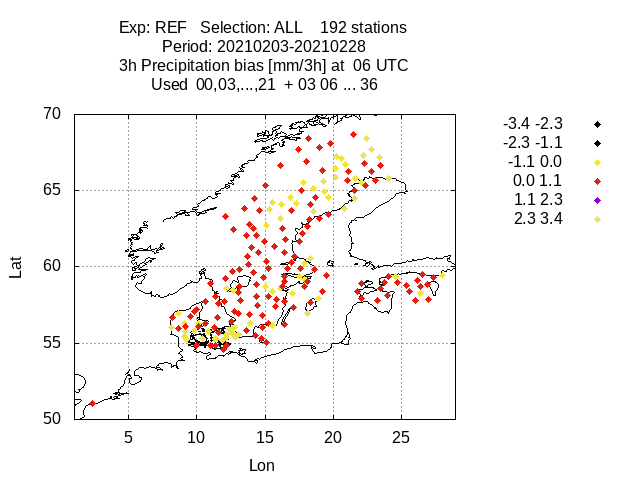 Exp: REF   Selection: ALL    192 stations
Period: 20210203-20210228
3h Precipitation bias [mm/3h] at  06 UTC
Used  00,03,...,21  + 03 06 ... 36
-3.4 -2.3
-2.3 -1.1
-1.1 0.0
0.0 1.1
1.1 2.3
2.3 3.4
70
65
60
55
50
Lat
5 10 15 20 25
Lon